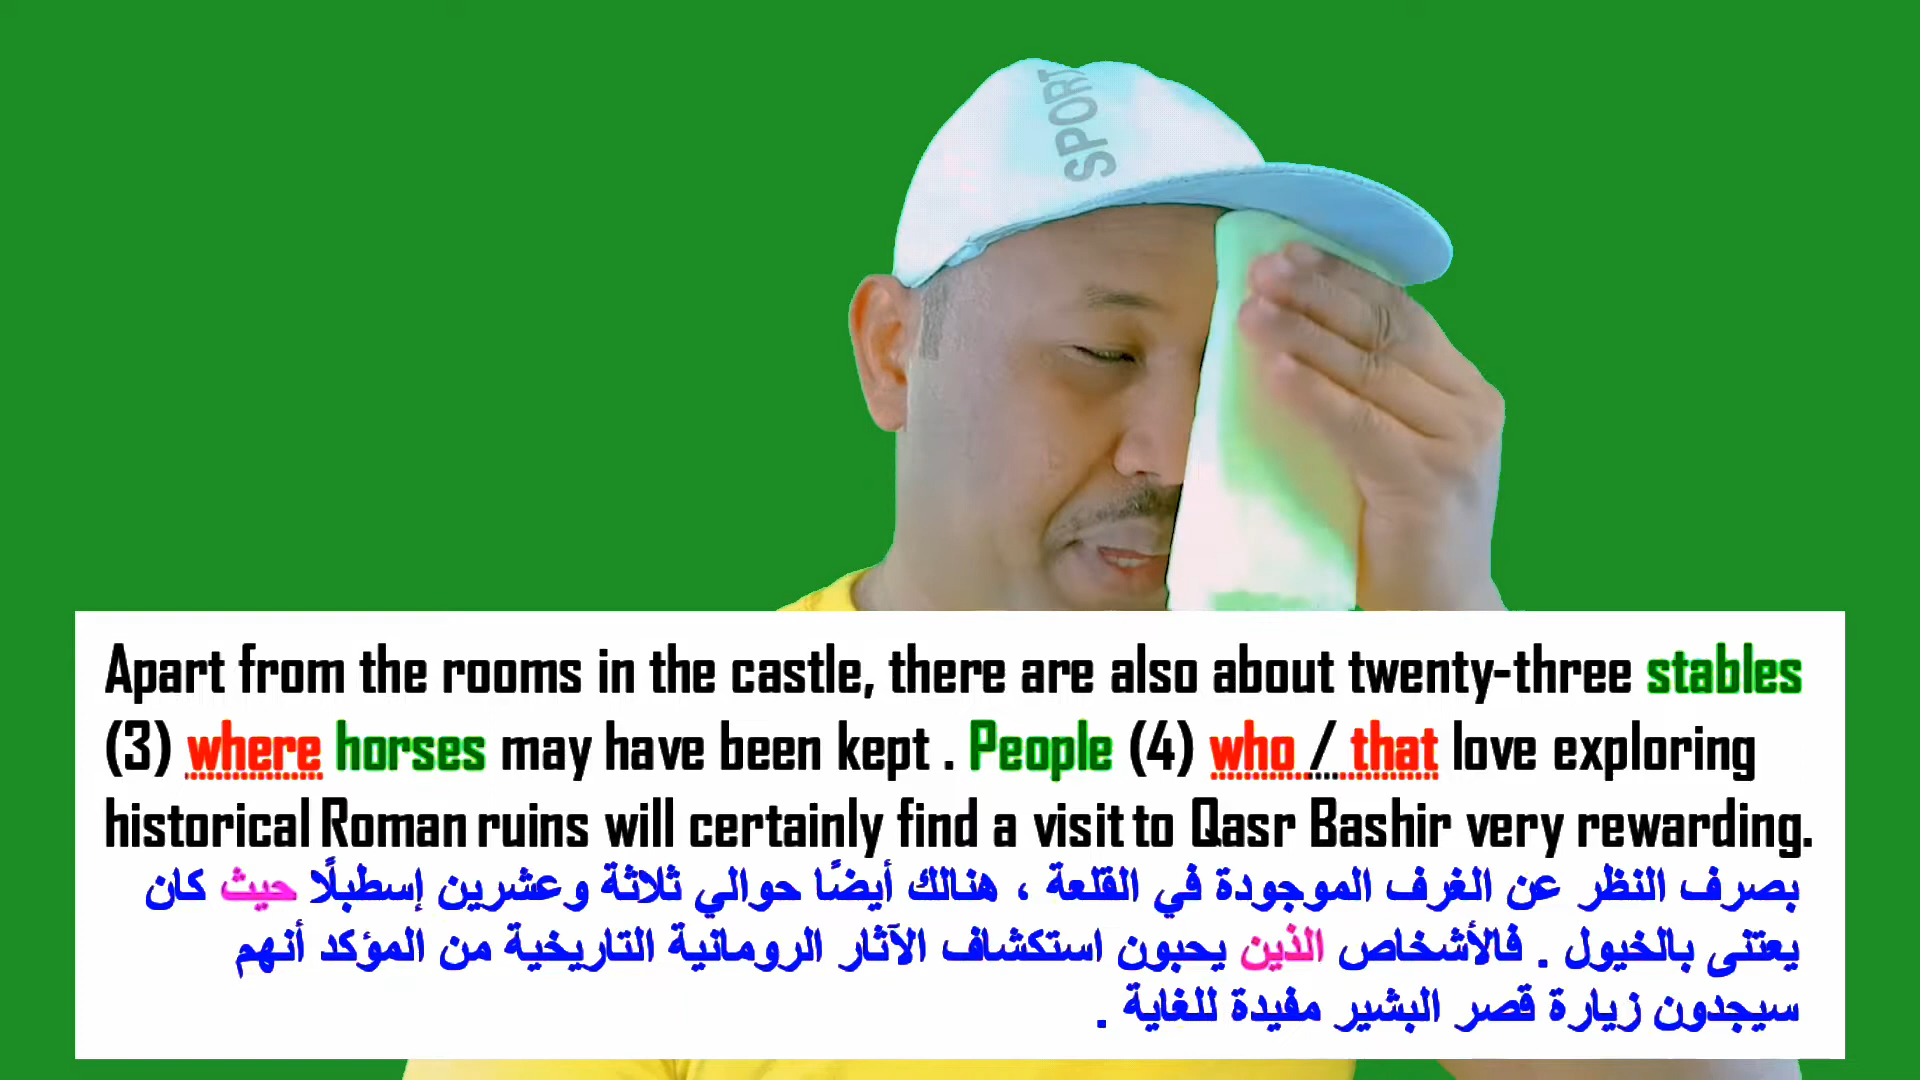 SPORT
Apart from the rooms in the castle, there are also about twenty-three stables
(3) where horses may have been kept . People (4) who / that love exploring
historical Roman ruins will certainly find a visit to Qasr Bashir very rewarding.
بصرف النظر عن الغرف الموجودة في القلعة ، هنالك أيضًا حوالي ثلاثة وعشرين إسطبلًا حيث كان
يعتنى بالخيول . فالأشخاص الذين يحبون استكشاف الآثار الرومانية التاريخية من المؤكد أنهم
سيجدون زيارة قصر البشير مفيدة للغاية .